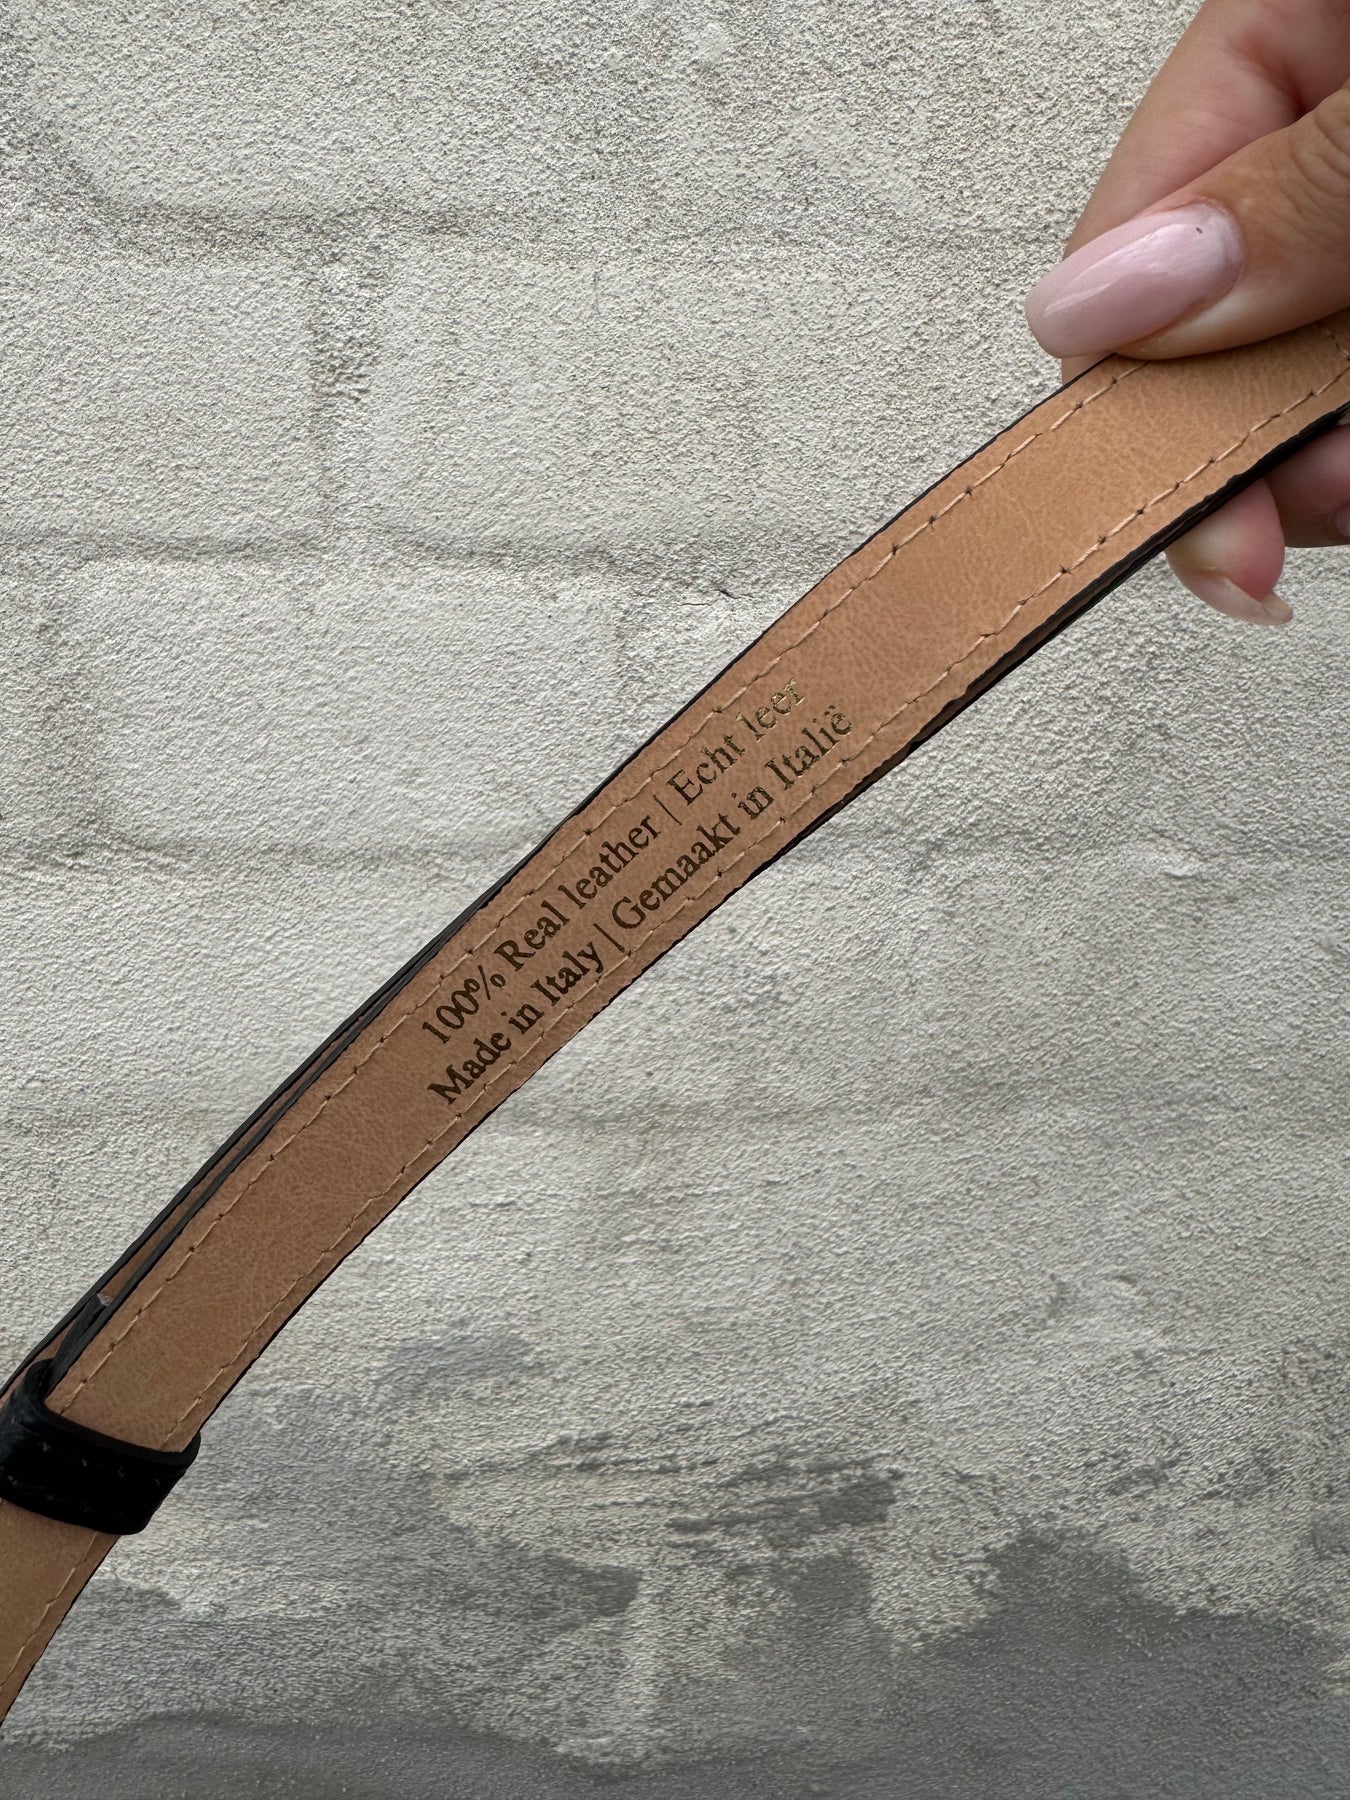 100% Real leather | Echt leer
Made in Italy | Gemaakt in Italië